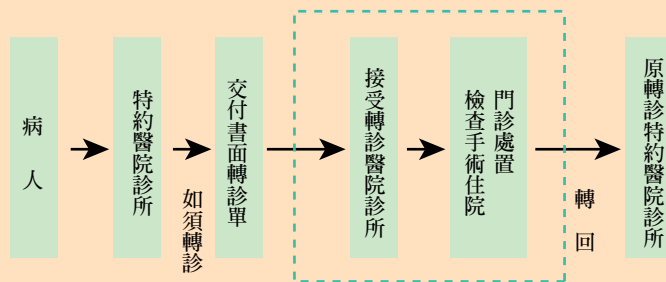 病人
特約醫院診所
如須轉診
交付書面轉診單
接受轉診醫院診所
門診處置
檢查手術住院
轉回
原轉診特約醫院診所